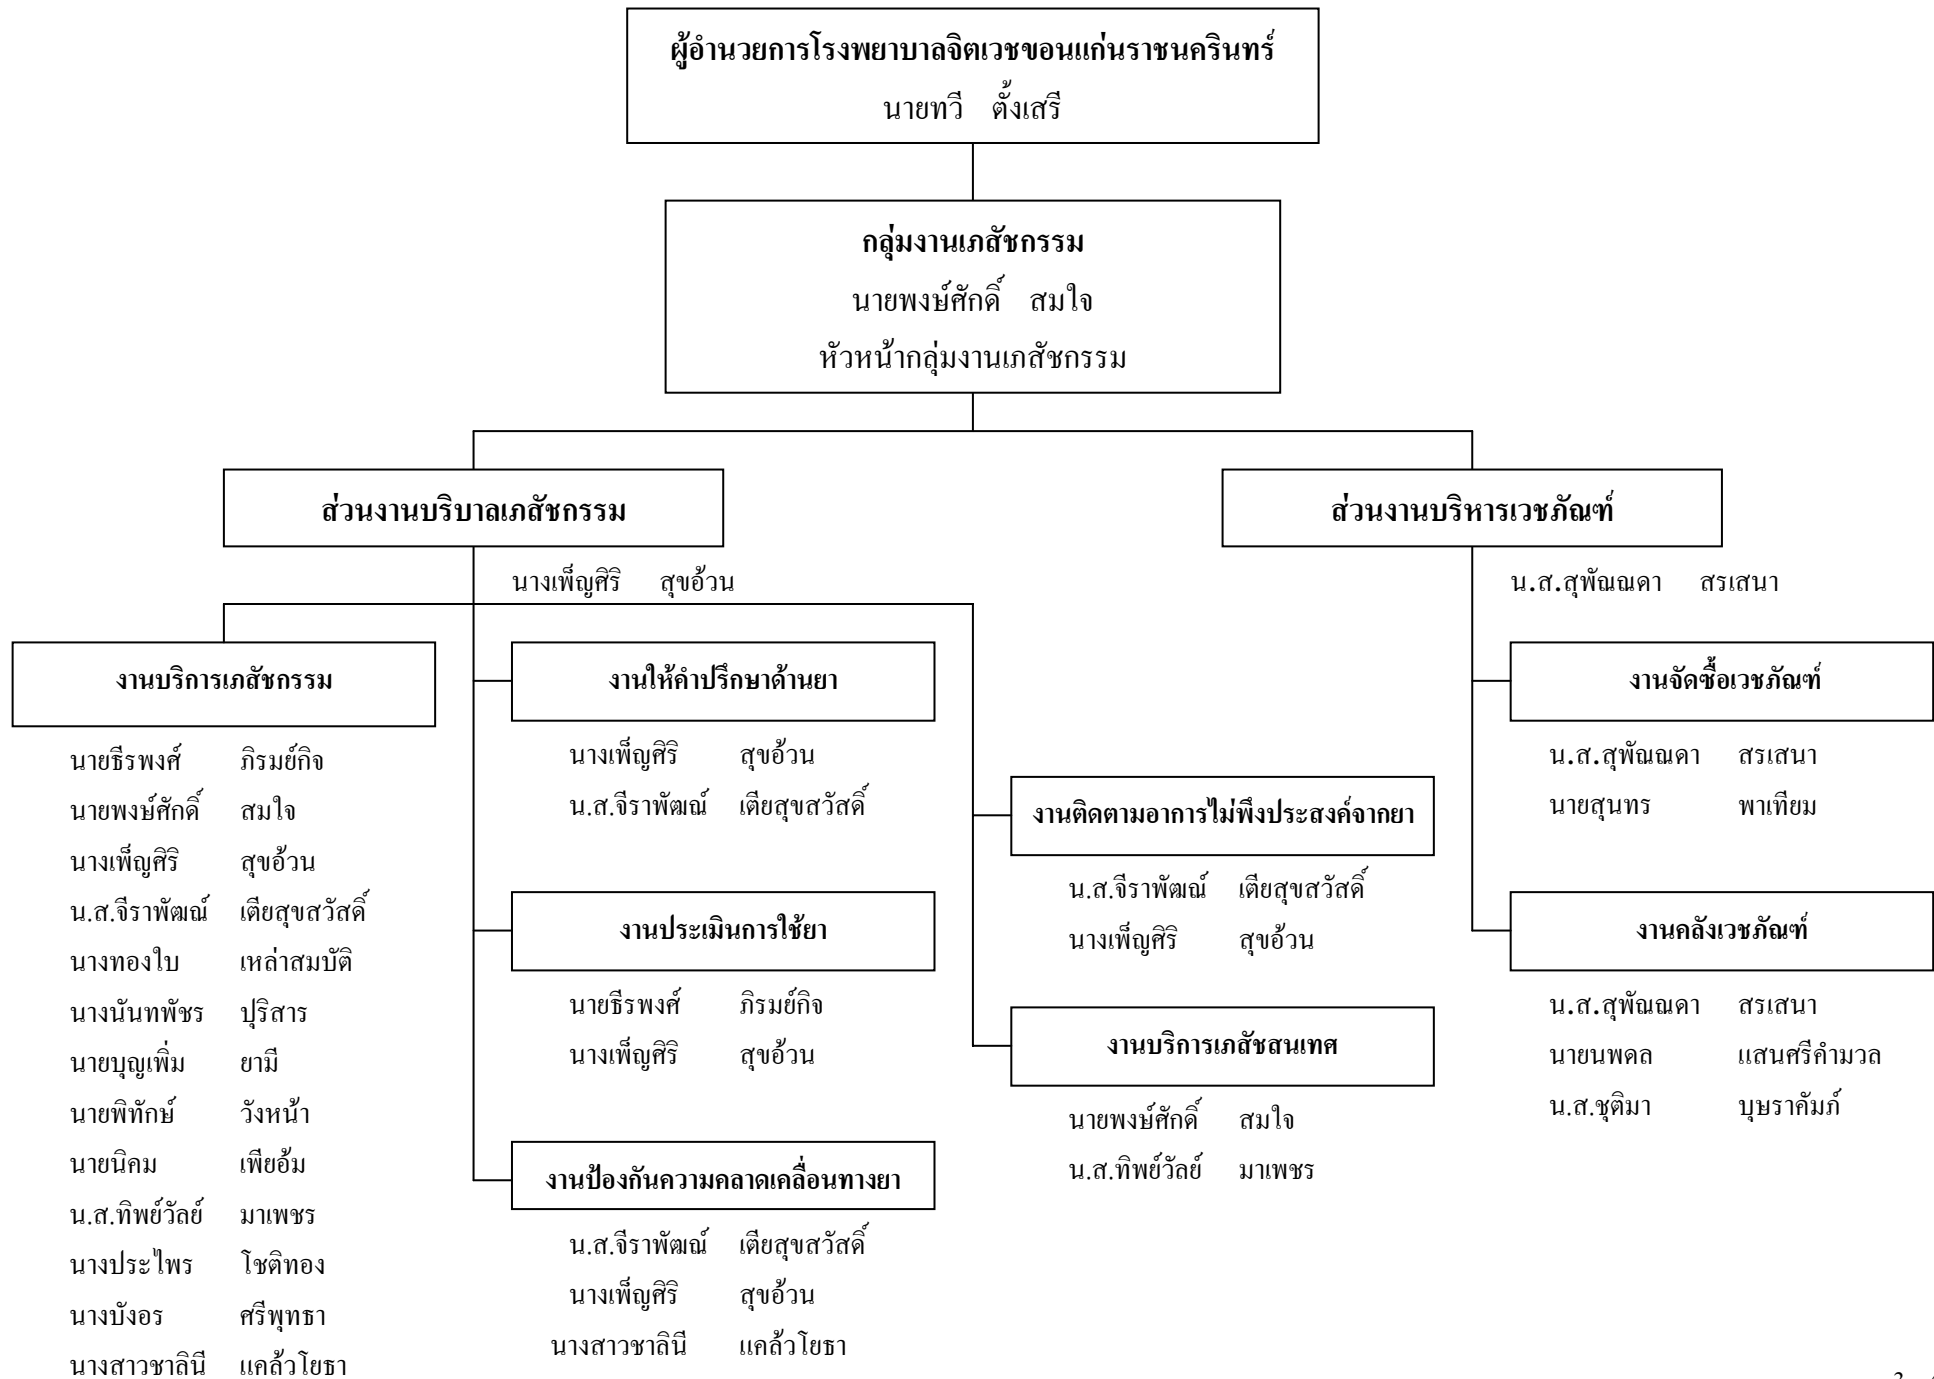 ผู้อำนวยการโรงพยาบาลจิตเวชขอนแก่นราชนครินทร์
นายทวี ตั้งเสรี
กลุ่มงานเภสัชกรรม
นายพงษ์ศักดิ์ สมใจ
หัวหน้ากลุ่มงานเภสัชกรรม
ส่วนงานบริบาลเภสัชกรรม
นางเพ็ญศิริ สุขอ้วน
งานบริการเภสัชกรรม
นายธีรพงศ์ ภิรมย์กิจ
นายพงษ์ศักดิ์ สมใจ
นางเพ็ญศิริ สุขอ้วน
น.ส.จีราพัฒณ์ เตียสุขสวัสดิ์
นางทองใบ เหล่าสมบัติ
นางนันทพัชร ปุริสาร
นายบุญเพิ่ม ยามี
นายพิทักษ์ วังหน้า
นายนิคม เพียอ้ม
น.ส.ทิพย์วัลย์ มาเพชร
นางประไพร โชติทอง
นางบังอร ศรีพุทธา
นางสาวชาลินี แคล้วโยธา
งานให้คำปรึกษาด้านยา
นางเพ็ญศิริ สุขอ้วน
น.ส.จีราพัฒณ์ เตียสุขสวัสดิ์
งานประเมินการใช้ยา
นายธีรพงศ์ ภิรมย์กิจ
นางเพ็ญศิริ สุขอ้วน
งานป้องกันความคลาดเคลื่อนทางยา
น.ส.จีราพัฒณ์ เตียสุขสวัสดิ์
นางเพ็ญศิริ สุขอ้วน
นางสาวชาลินี แคล้วโยธา
งานติดตามอาการไม่พึงประสงค์จากยา
น.ส.จีราพัฒณ์ เตียสุขสวัสดิ์
นางเพ็ญศิริ สุขอ้วน
งานบริการเภสัชสนเทศ
นายพงษ์ศักดิ์ สมใจ
น.ส.ทิพย์วัลย์ มาเพชร
ส่วนงานบริหารเวชภัณฑ์
น.ส.สุพัณณดา สรเสนา
งานจัดซื้อเวชภัณฑ์
น.ส.สุพัณณดา สรเสนา
นายสุนทร พาเทียม
งานคลังเวชภัณฑ์
น.ส.สุพัณณดา สรเสนา
นายนพดล แสนศรีคำมวล
น.ส.ชุติมา บุษราคัมภ์